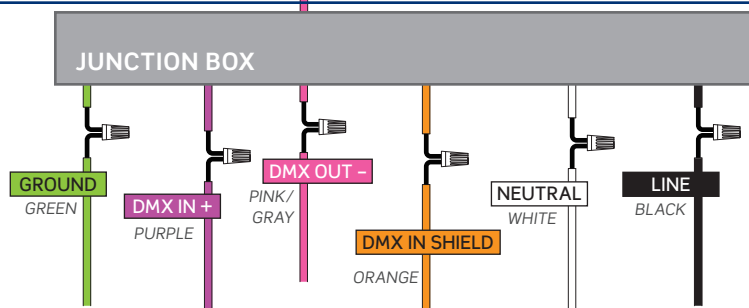 JUNCTION BOX
GROUND
GREEN
DMX IN +
PURPLE
DMX OUT –
PINK/
GRAY
DMX IN SHIELD
ORANGE
NEUTRAL
WHITE
LINE
BLACK